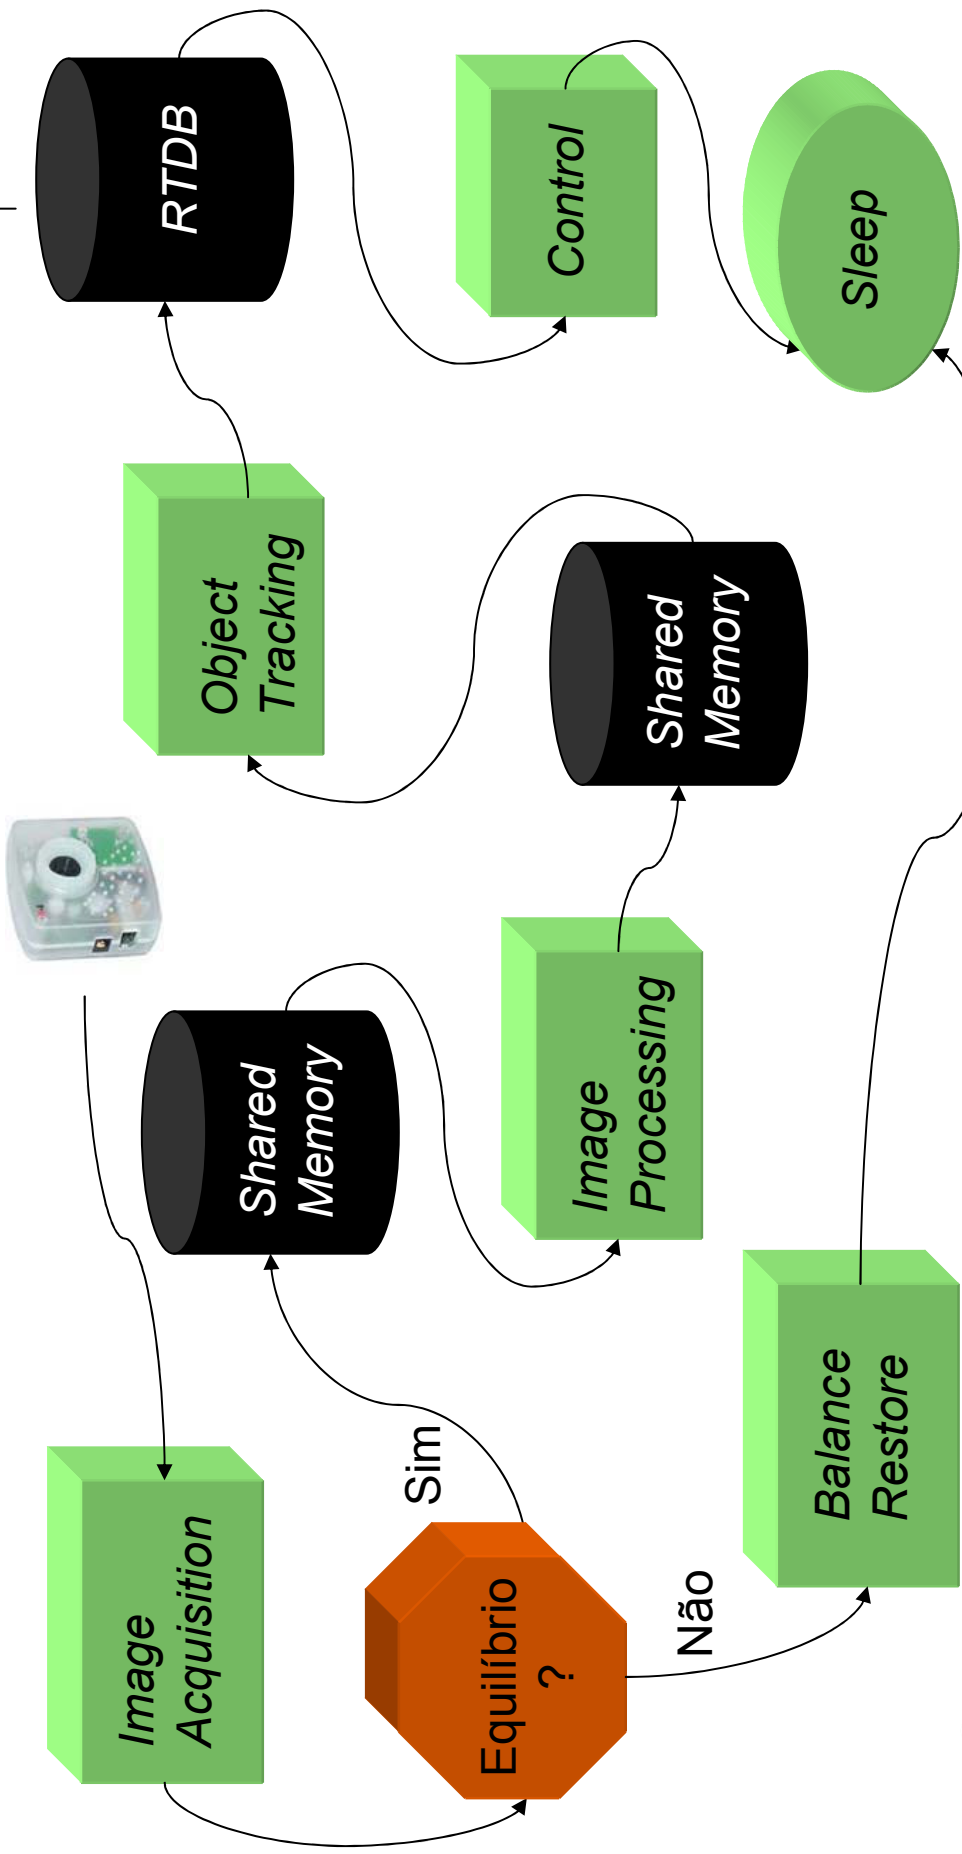 Image
Acquisition
Equilíbrio
?
Sim
Não
Balance
Restore
Shared
Memory
Image
Processing
Shared
Memory
Object
Tracking
RTDB
Control
Sleep